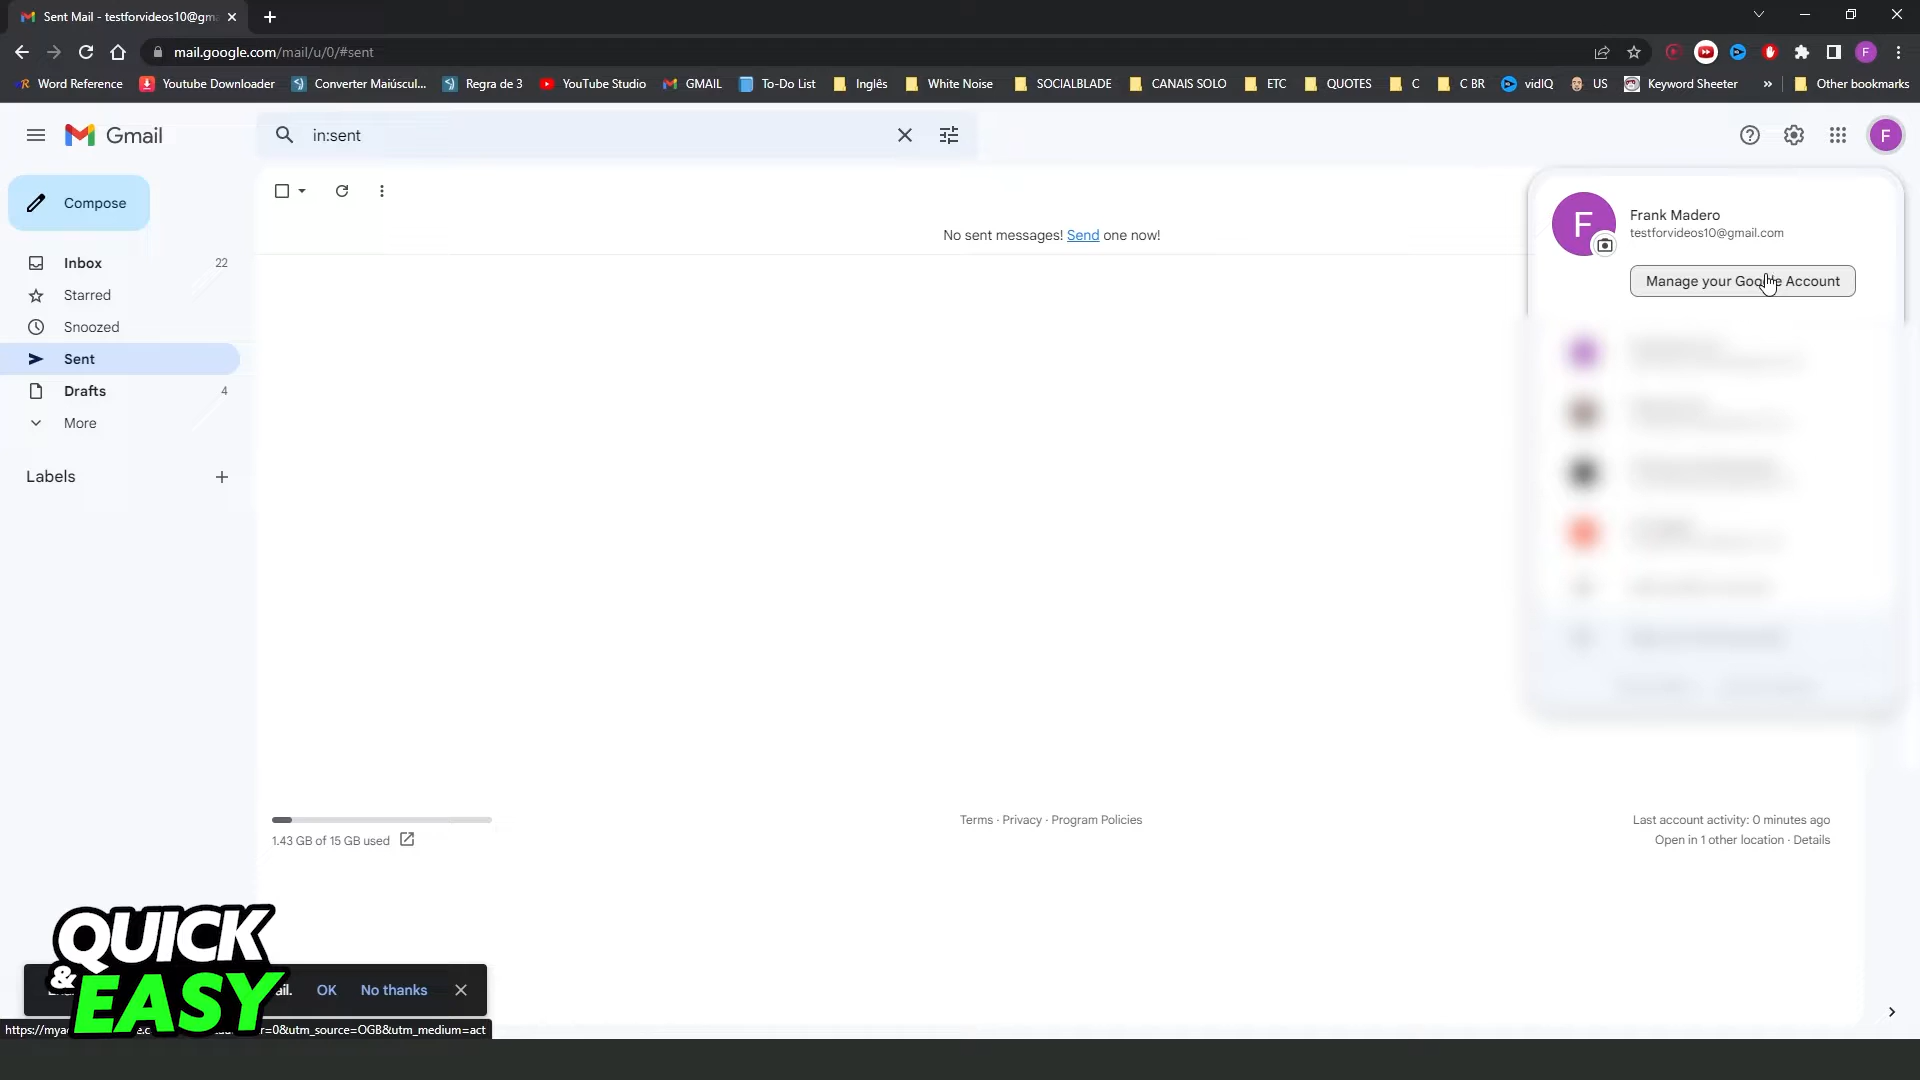 Sent Mail - testforvideos10@gm
mail.google.com/mail/u/0/#sent
F
Word Reference
Youtube Downloader
Converter Maiúscul...
Regra de 3
YouTube Studio
GMAIL
To-Do List
Inglês
White Noise
SOCIALBLADE
CANAIS SOLO
ETC
QUOTES
C
C BR
vidIQ
US
Keyword Sheeter
»
Other bookmarks
Gmail
in:sent
F
Compose
Inbox 22
Starred
Snoozed
Sent
Drafts 4
More
Labels
No sent messages! Send one now!
F
Frank Madero
testforvideos10@gmail.com
Manage your Google Account
1.43 GB of 15 GB used
Terms · Privacy · Program Policies
Last account activity: 0 minutes ago
Open in 1 other location · Details
QUICK
& EASY
ail. OK No thanks
https://mya
r=0&utm_source=OGB&utm_medium=act